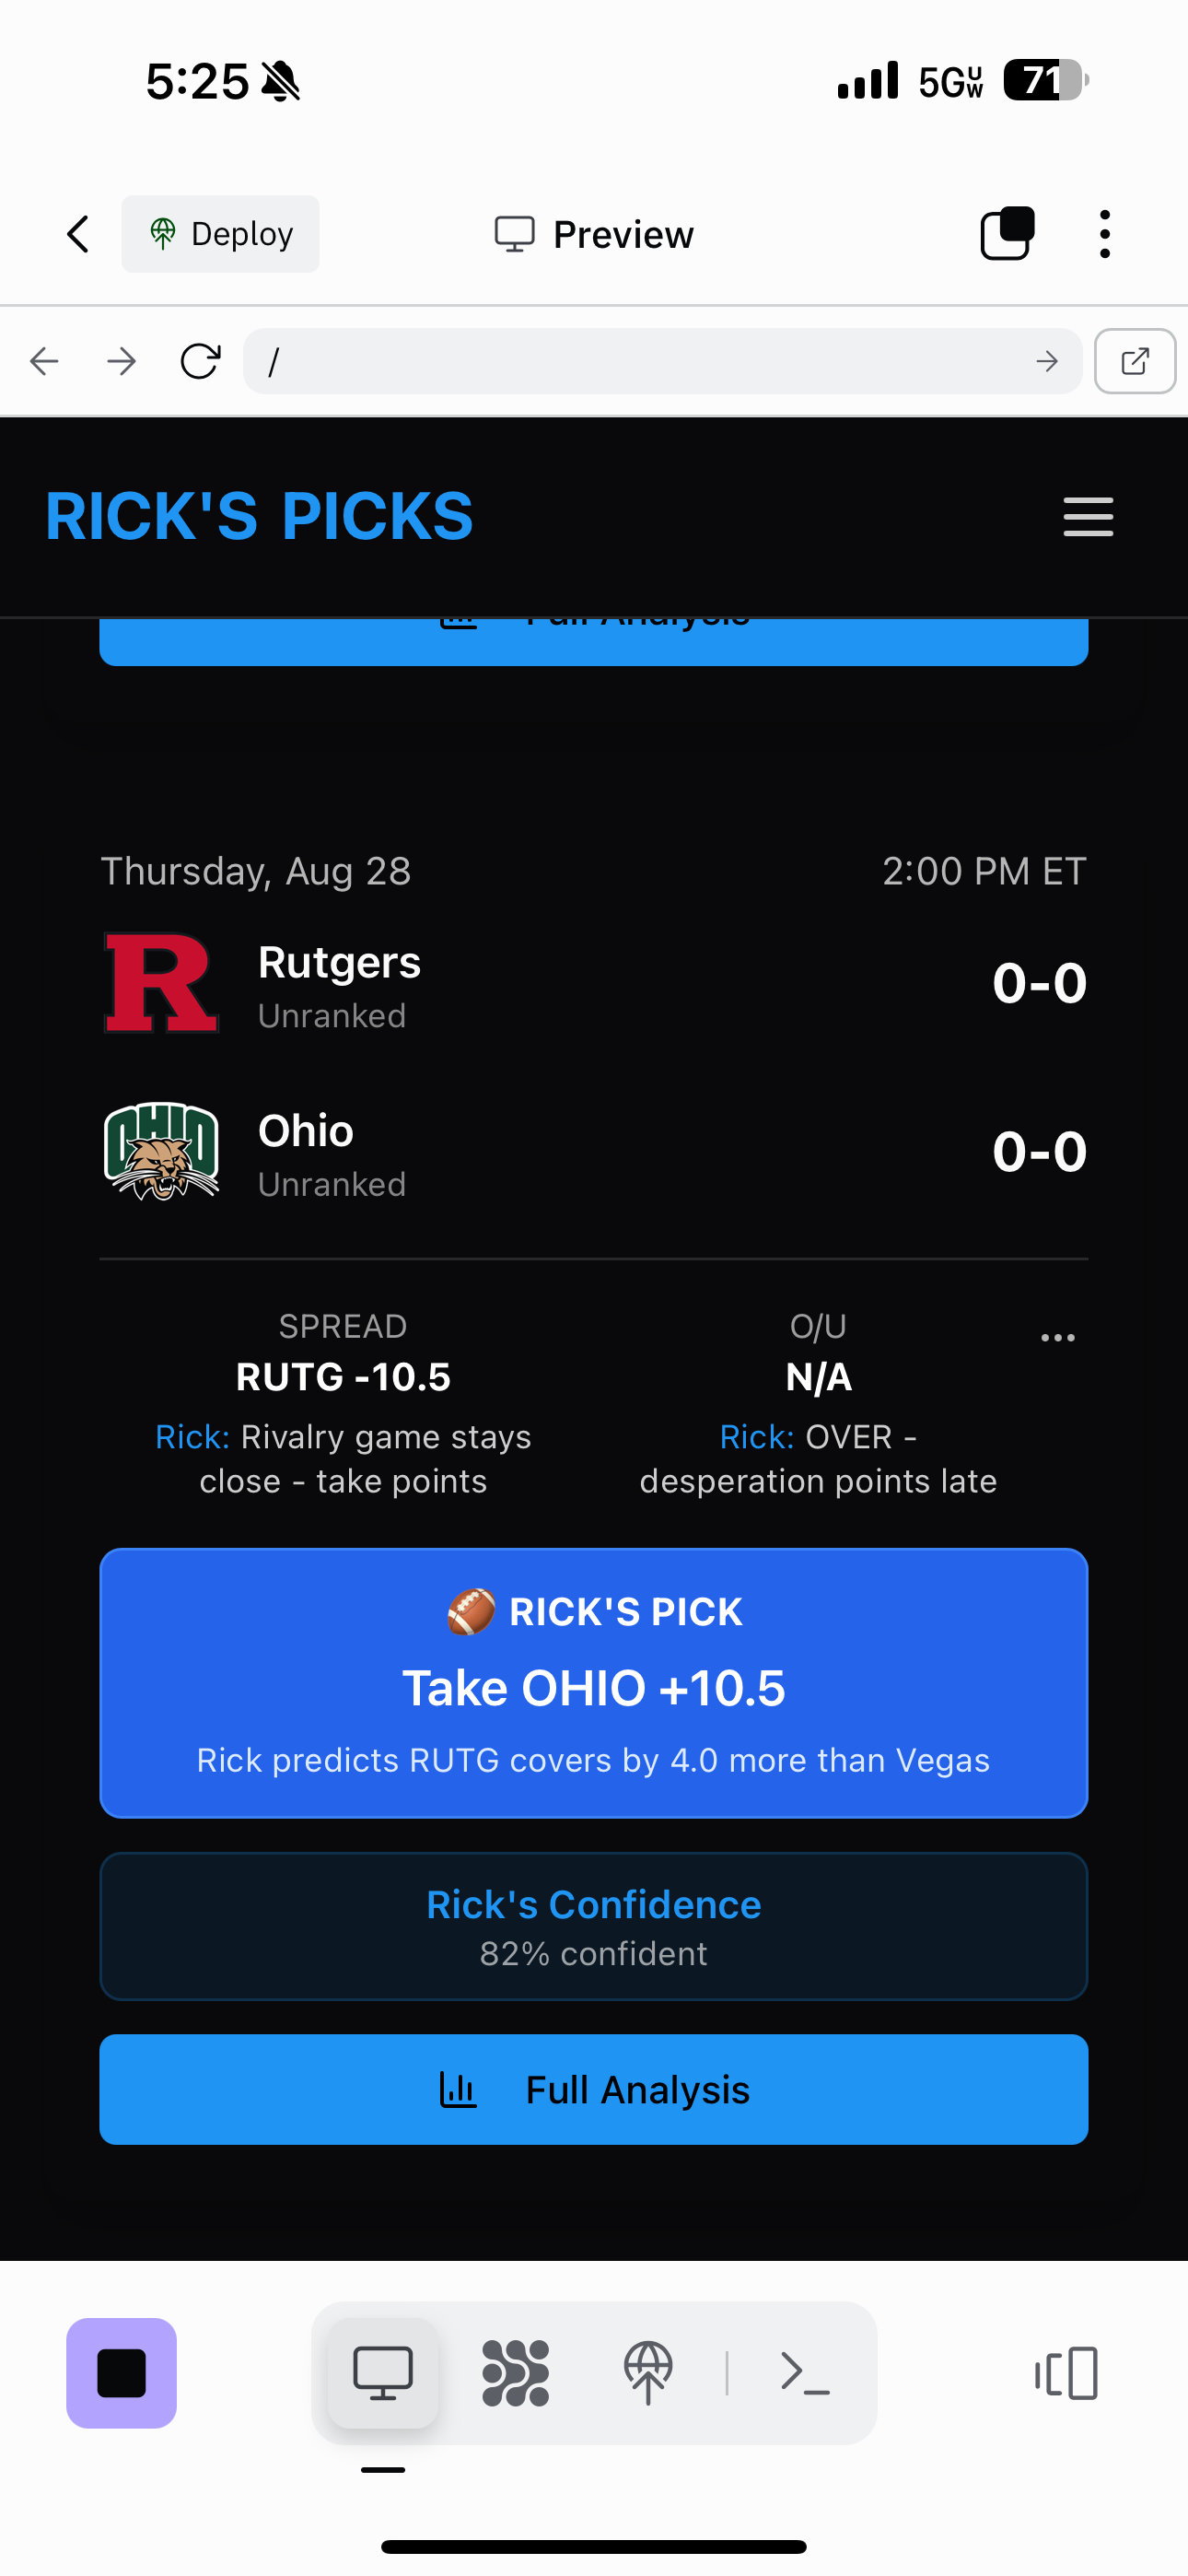 5:25
5G UW
71
Deploy
Preview
/
RICK'S PICKS
Full Analysis
Thursday, Aug 28
2:00 PM ET
R
Rutgers
Unranked
0-0
OHIO
Ohio
Unranked
0-0
SPREAD
O/U
...
RUTG -10.5
N/A
Rick: Rivalry game stays
close - take points
Rick: OVER -
desperation points late
🏈 RICK'S PICK
Take OHIO +10.5
Rick predicts RUTG covers by 4.0 more than Vegas
Rick's Confidence
82% confident
Full Analysis